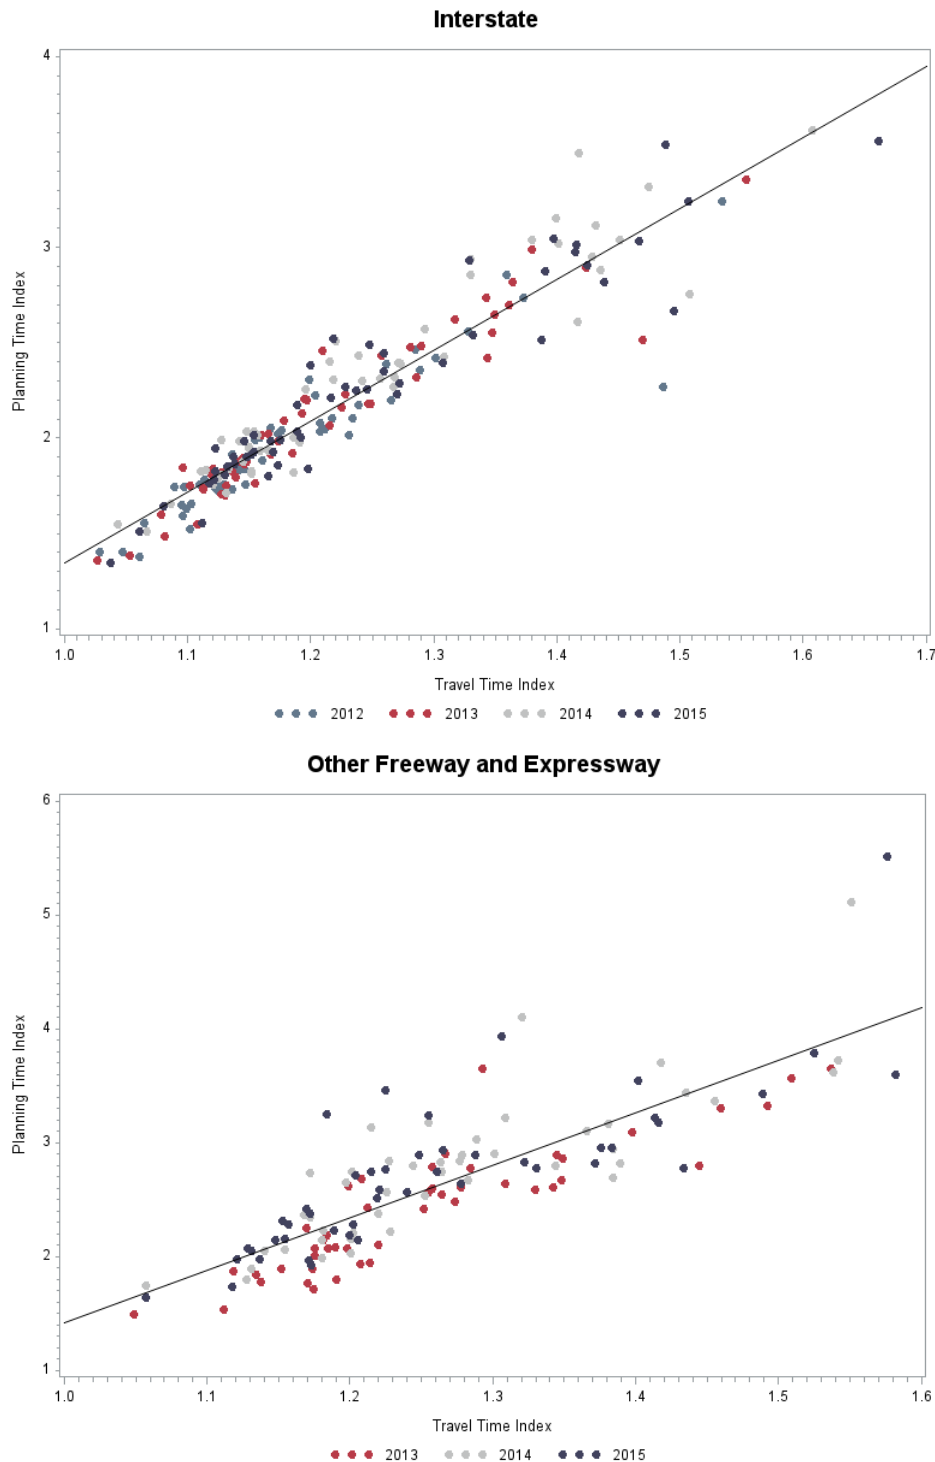 Interstate
4
3
2
1
Planning Time Index
1.0 1.1 1.2 1.3 1.4 1.5 1.6 1.7
Travel Time Index
2012 2013 2014 2015
Other Freeway and Expressway
6
5
4
3
2
1
Planning Time Index
1.0 1.1 1.2 1.3 1.4 1.5 1.6
Travel Time Index
2013 2014 2015